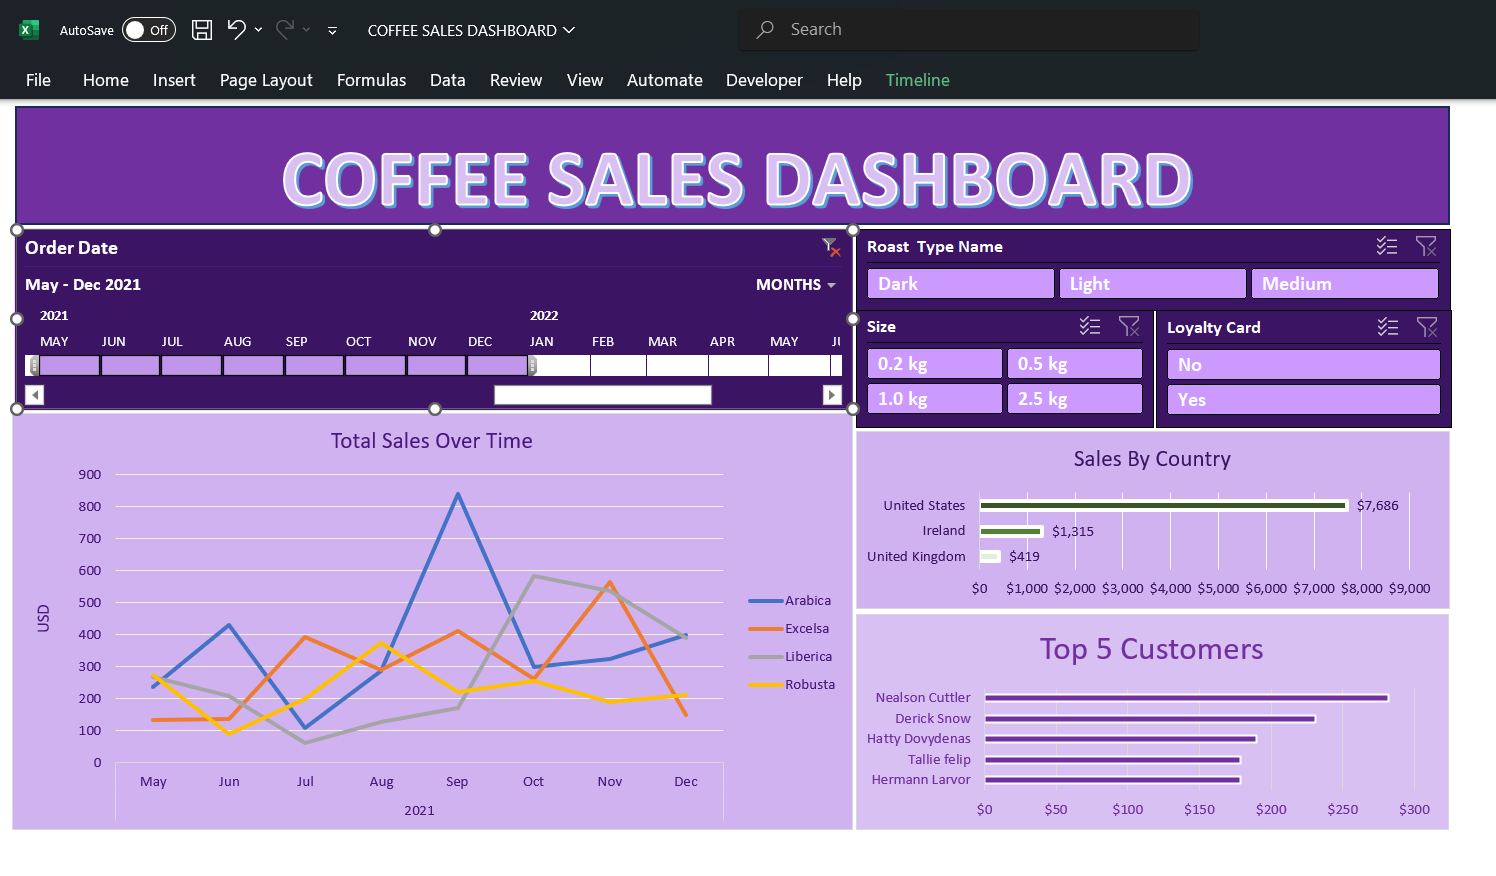 AutoSave Off COFFEE SALES DASHBOARD Search
File Home Insert Page Layout Formulas Data Review View Automate Developer Help Timeline
COFFEE SALES DASHBOARD
Order Date
May - Dec 2021 MONTHS
2021 2022
MAY JUN JUL AUG SEP OCT NOV DEC JAN FEB MAR APR MAY
Roast Type Name
Dark Light Medium
Size
0.2 kg 0.5 kg
1.0 kg 2.5 kg
Loyalty Card
No
Yes
Total Sales Over Time
900
800
700
600
500
400
300
200
100
0
USD
May Jun Jul Aug Sep Oct Nov Dec
2021
Arabica
Excelsa
Liberica
Robusta
Sales By Country
United States $7,686
Ireland $1,315
United Kingdom $419
$0 $1,000 $2,000 $3,000 $4,000 $5,000 $6,000 $7,000 $8,000 $9,000
Top 5 Customers
Nealson Cuttler
Derick Snow
Hatty Dovydenas
Tallie felip
Hermann Larvor
$0 $50 $100 $150 $200 $250 $300